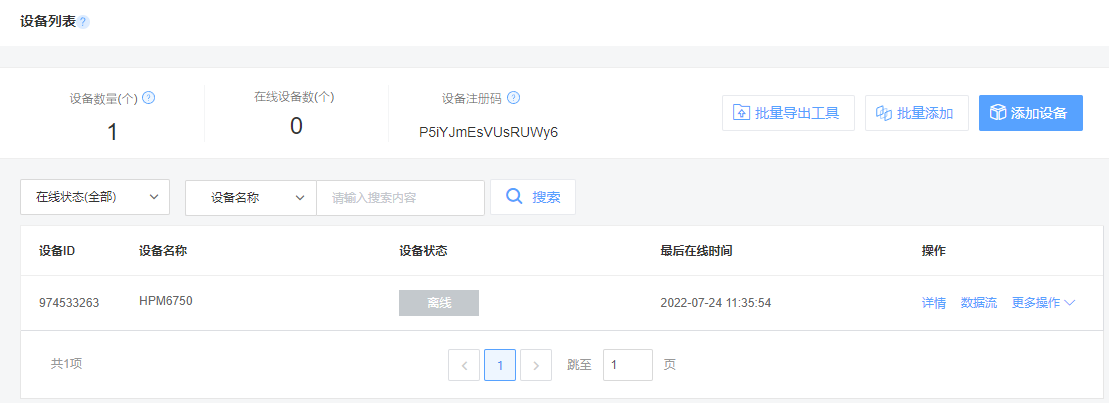 设备列表?
设备数量(个) ?
1
在线设备数(个)
0
设备注册码 ?
P5iYJmEsVUsRUWy6
批量导出工具
批量添加
添加设备
在线状态(全部)
设备名称
请输入搜索内容
搜索
设备ID 设备名称 设备状态 最后在线时间 操作
974533263 HPM6750 离线 2022-07-24 11:35:54 详情 数据流 更多操作
共1项 < 1 > 跳至 1 页